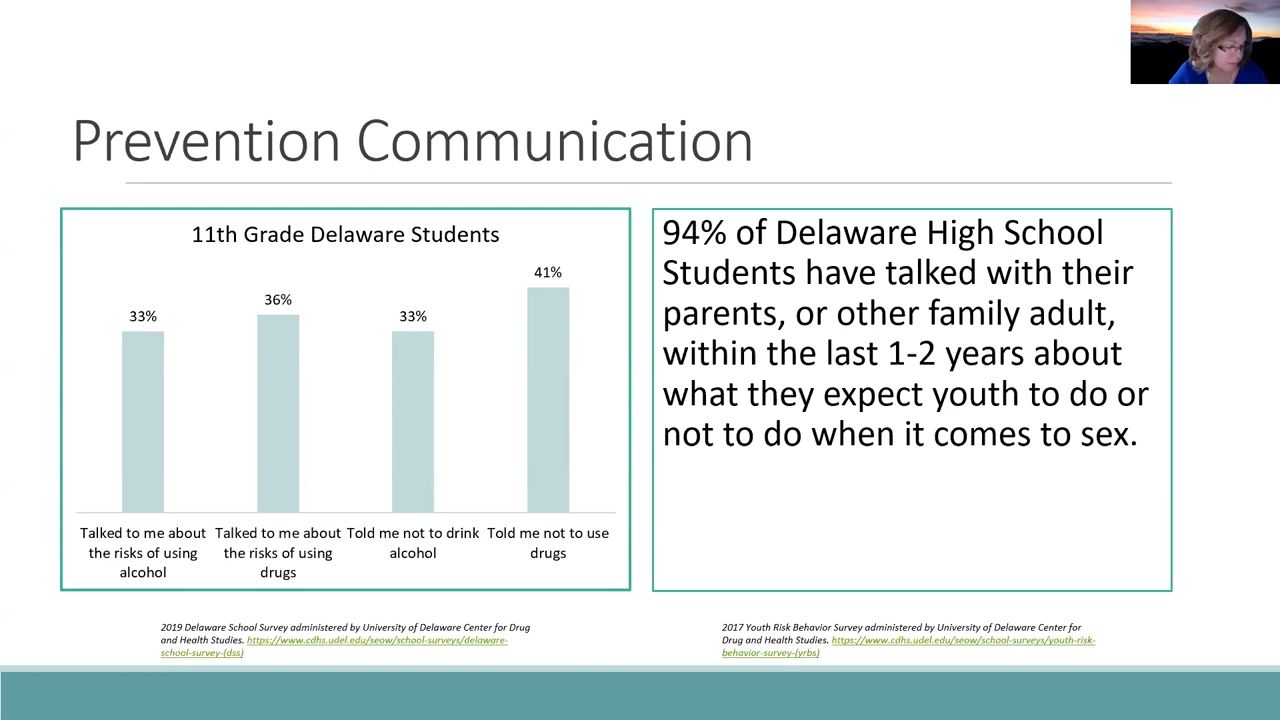 Prevention Communication
11th Grade Delaware Students
33%
36%
33%
41%
Talked to me about
the risks of using
alcohol
Talked to me about
the risks of using
drugs
Told me not to drink
alcohol
Told me not to use
drugs
94% of Delaware High School
Students have talked with their
parents, or other family adult,
within the last 1-2 years about
what they expect youth to do or
not to do when it comes to sex.
2019 Delaware School Survey administered by University of Delaware Center for Drug
and Health Studies. https://www.cdhs.udel.edu/seow/school-surveys/delaware-
school-survey-(dss)
2017 Youth Risk Behavior Survey administered by University of Delaware Center for
Drug and Health Studies. https://www.cdhs.udel.edu/seow/school-surveys/youth-risk-
behavior-survey-(yrbs)